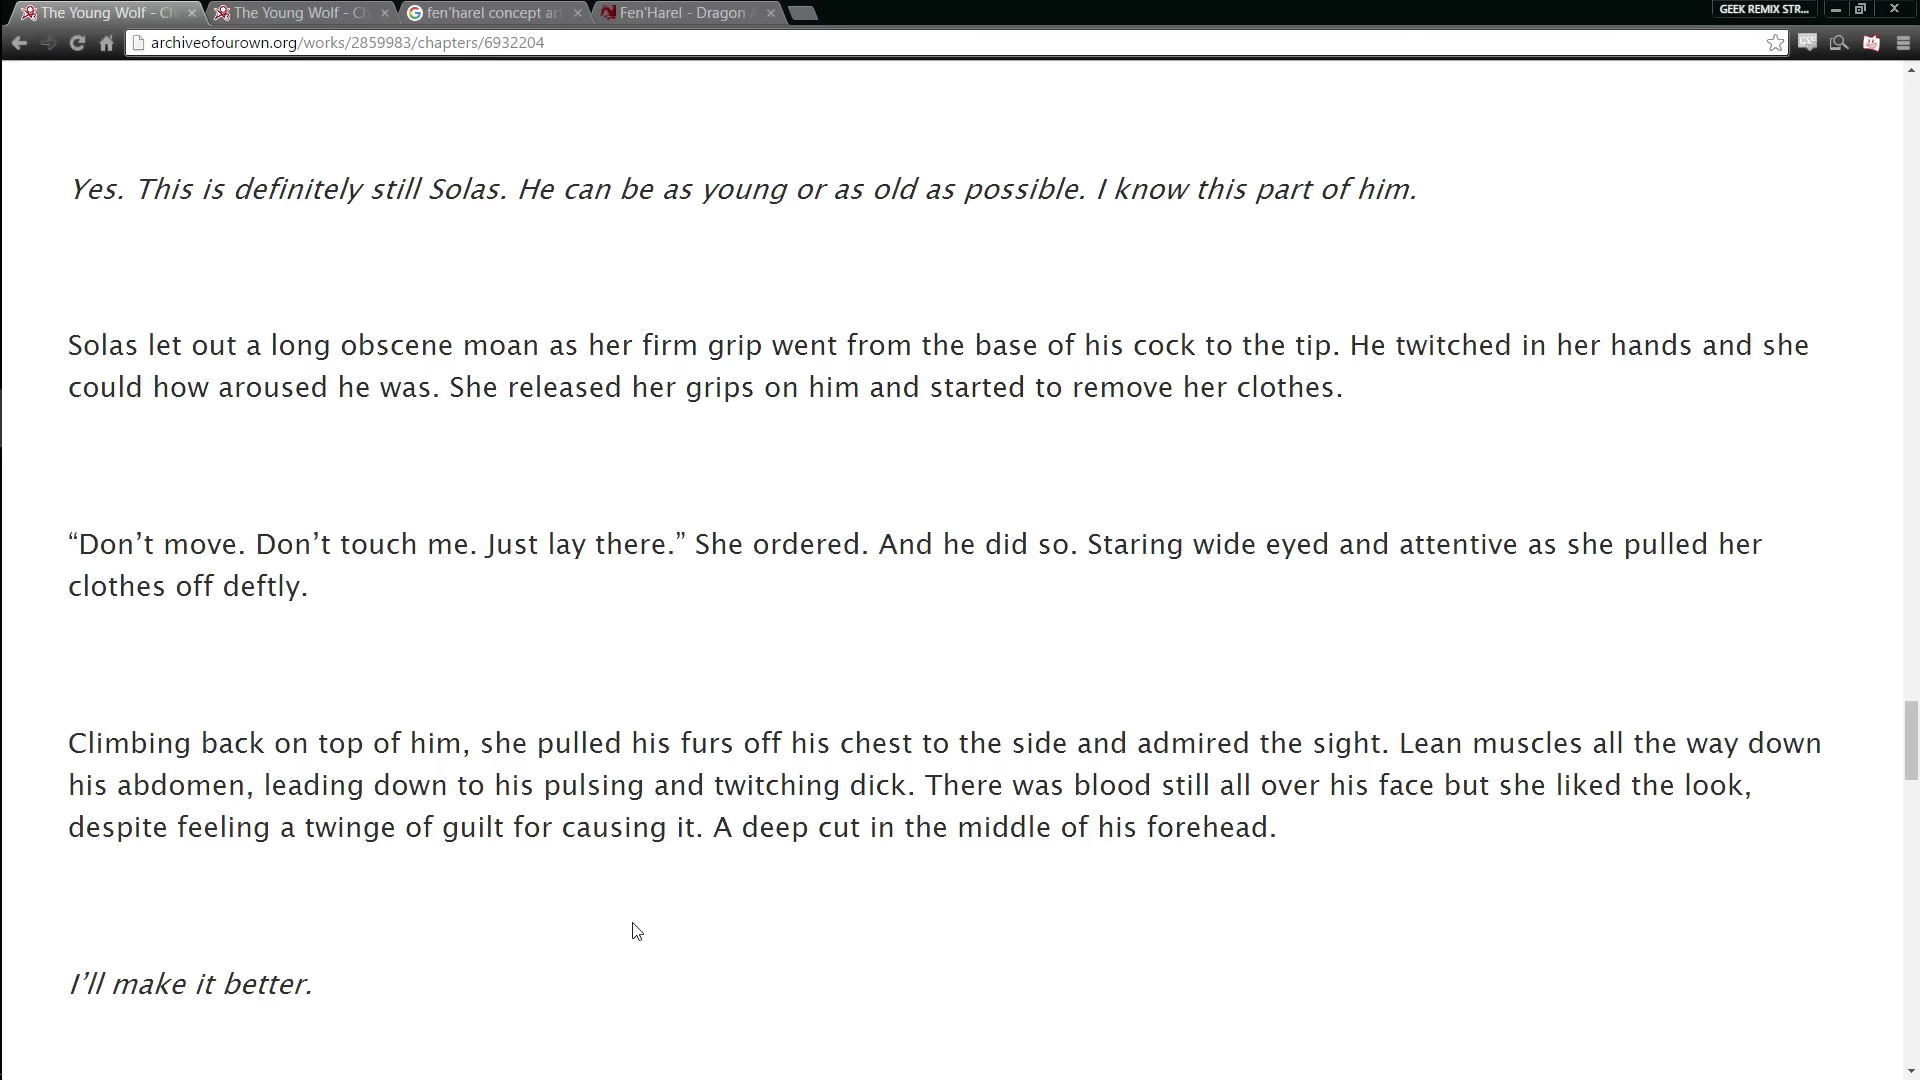 The Young Wolf - Ch
The Young Wolf - Ch
fen'harel concept ar
Fen'Harel - Dragon
GEEK REMIX STR...
archiveofourown.org/works/2859983/chapters/6932204
Yes. This is definitely still Solas. He can be as young or as old as possible. I know this part of him.
Solas let out a long obscene moan as her firm grip went from the base of his cock to the tip. He twitched in her hands and she
could how aroused he was. She released her grips on him and started to remove her clothes.
“Don’t move. Don’t touch me. Just lay there.” She ordered. And he did so. Staring wide eyed and attentive as she pulled her
clothes off deftly.
Climbing back on top of him, she pulled his furs off his chest to the side and admired the sight. Lean muscles all the way down
his abdomen, leading down to his pulsing and twitching dick. There was blood still all over his face but she liked the look,
despite feeling a twinge of guilt for causing it. A deep cut in the middle of his forehead.
I’ll make it better.